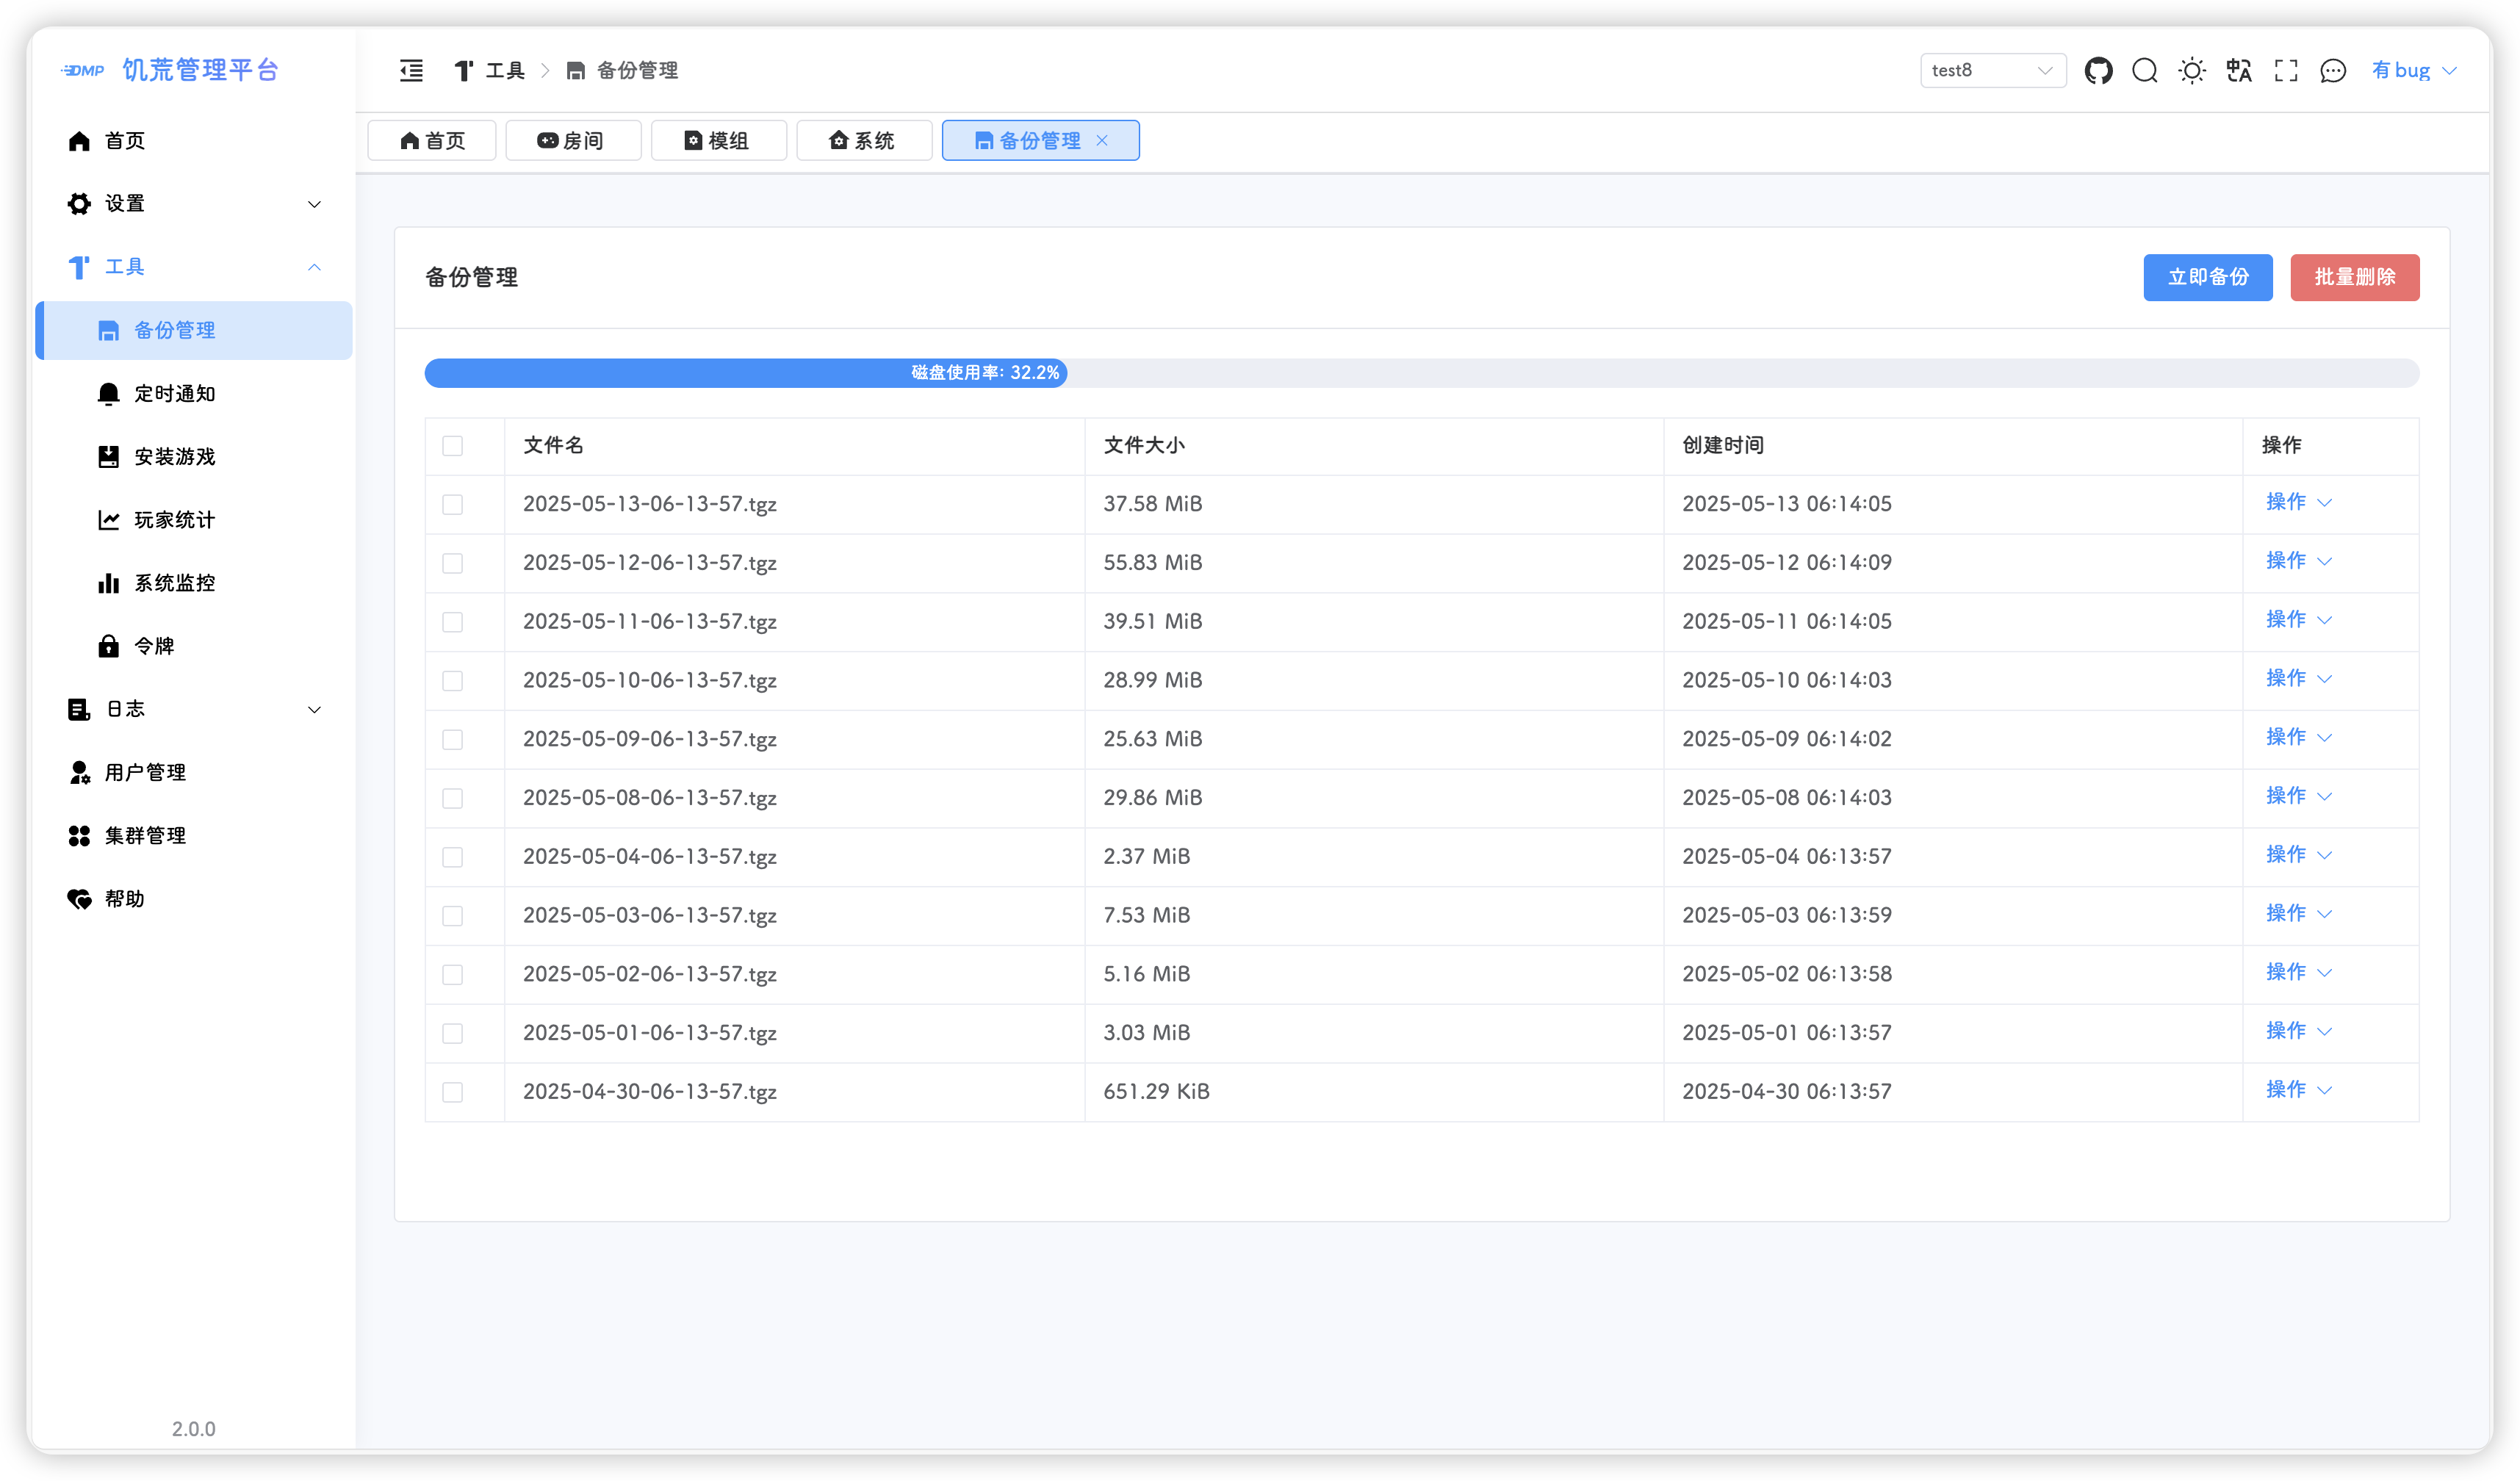 DMP 饥荒管理平台
工具 备份管理
test8
有 bug
首页 房间 模组 系统 备份管理
首页
设置
工具
备份管理
定时通知
安装游戏
玩家统计
系统监控
令牌
日志
用户管理
集群管理
帮助
2.0.0
备份管理
立即备份 批量删除
磁盘使用率: 32.2%
文件名 文件大小 创建时间 操作
2025-05-13-06-13-57.tgz 37.58 MiB 2025-05-13 06:14:05 操作
2025-05-12-06-13-57.tgz 55.83 MiB 2025-05-12 06:14:09 操作
2025-05-11-06-13-57.tgz 39.51 MiB 2025-05-11 06:14:05 操作
2025-05-10-06-13-57.tgz 28.99 MiB 2025-05-10 06:14:03 操作
2025-05-09-06-13-57.tgz 25.63 MiB 2025-05-09 06:14:02 操作
2025-05-08-06-13-57.tgz 29.86 MiB 2025-05-08 06:14:03 操作
2025-05-04-06-13-57.tgz 2.37 MiB 2025-05-04 06:13:57 操作
2025-05-03-06-13-57.tgz 7.53 MiB 2025-05-03 06:13:59 操作
2025-05-02-06-13-57.tgz 5.16 MiB 2025-05-02 06:13:58 操作
2025-05-01-06-13-57.tgz 3.03 MiB 2025-05-01 06:13:57 操作
2025-04-30-06-13-57.tgz 651.29 KiB 2025-04-30 06:13:57 操作